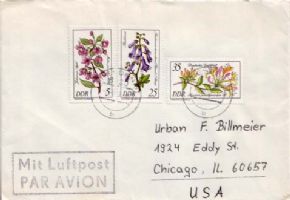 DDR 5
DDR 25
35
DDR
Urban F. Billmeier
1924 Eddy St.
Chicago, IL 60657
USA
Mit Luftpost
PAR AVION